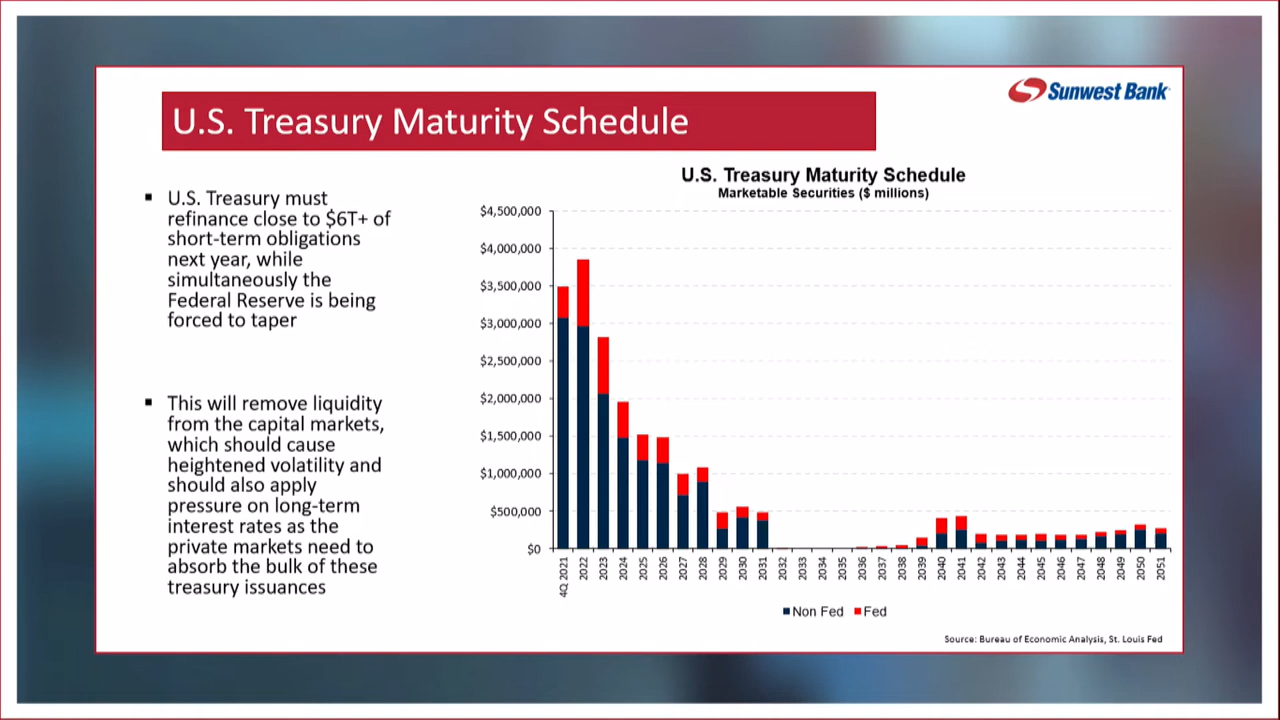 Sunwest Bank
U.S. Treasury Maturity Schedule
▪ U.S. Treasury must
refinance close to $6T+ of
short-term obligations
next year, while
simultaneously the
Federal Reserve is being
forced to taper
▪ This will remove liquidity
from the capital markets,
which should cause
heightened volatility and
should also apply
pressure on long-term
interest rates as the
private markets need to
absorb the bulk of these
treasury issuances
U.S. Treasury Maturity Schedule
Marketable Securities ($ millions)
$4,500,000
$4,000,000
$3,500,000
$3,000,000
$2,500,000
$2,000,000
$1,500,000
$1,000,000
$500,000
$0
4Q 2021
2022
2023
2024
2025
2026
2027
2028
2029
2030
2031
2032
2033
2034
2035
2036
2037
2038
2039
2040
2041
2042
2043
2044
2045
2046
2047
2048
2049
2050
2051
Non Fed Fed
Source: Bureau of Economic Analysis, St. Louis Fed